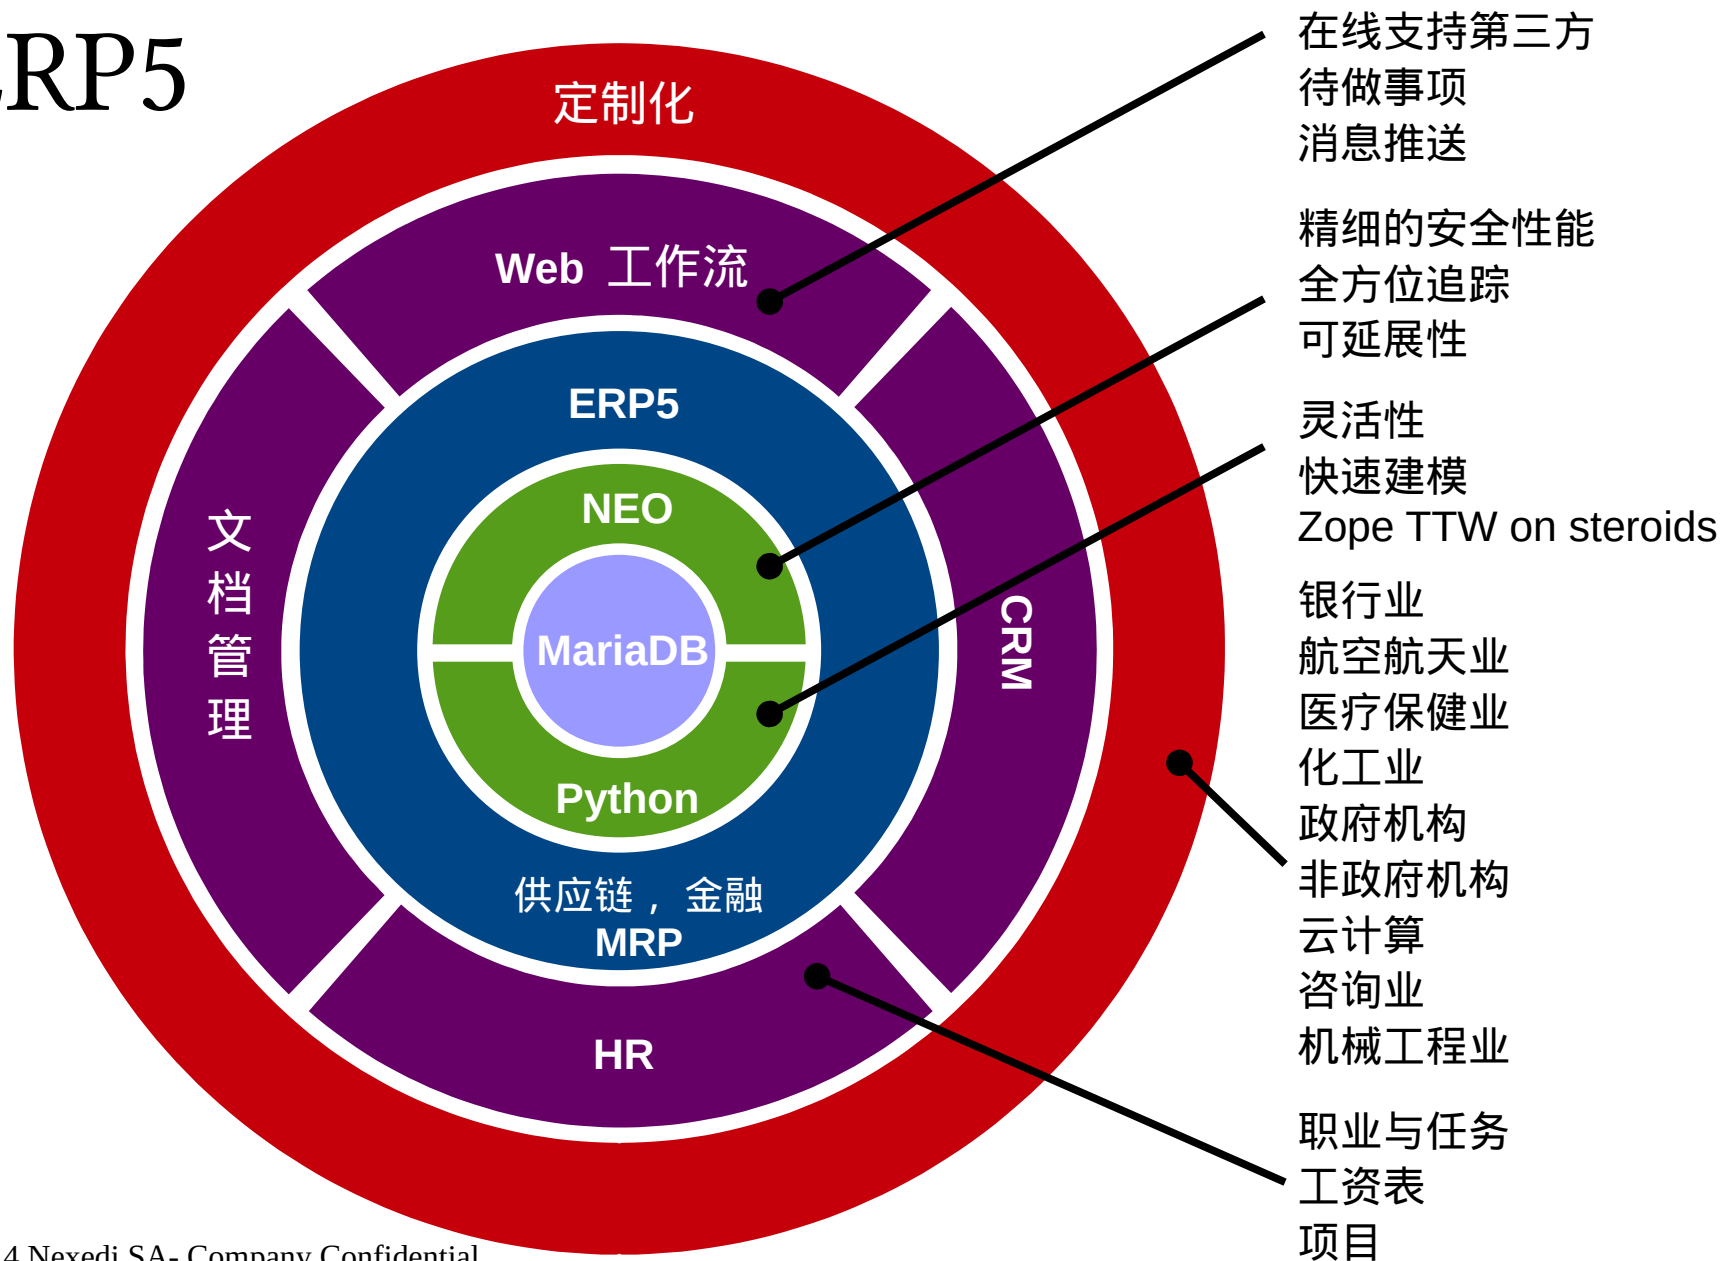 ERP5
定制化
Web 工作流
ERP5
NEO
MariaDB
Python
供应链 , 金融
MRP
HR
文
档
管
理
CRM
在线支持第三方
待做事项
消息推送
精细的安全性能
全方位追踪
可延展性
灵活性
快速建模
Zope TTW on steroids
银行业
航空航天业
医疗保健业
化工业
政府机构
非政府机构
云计算
咨询业
机械工程业
职业与任务
工资表
项目
4 Nexedi SA- Company Confidential